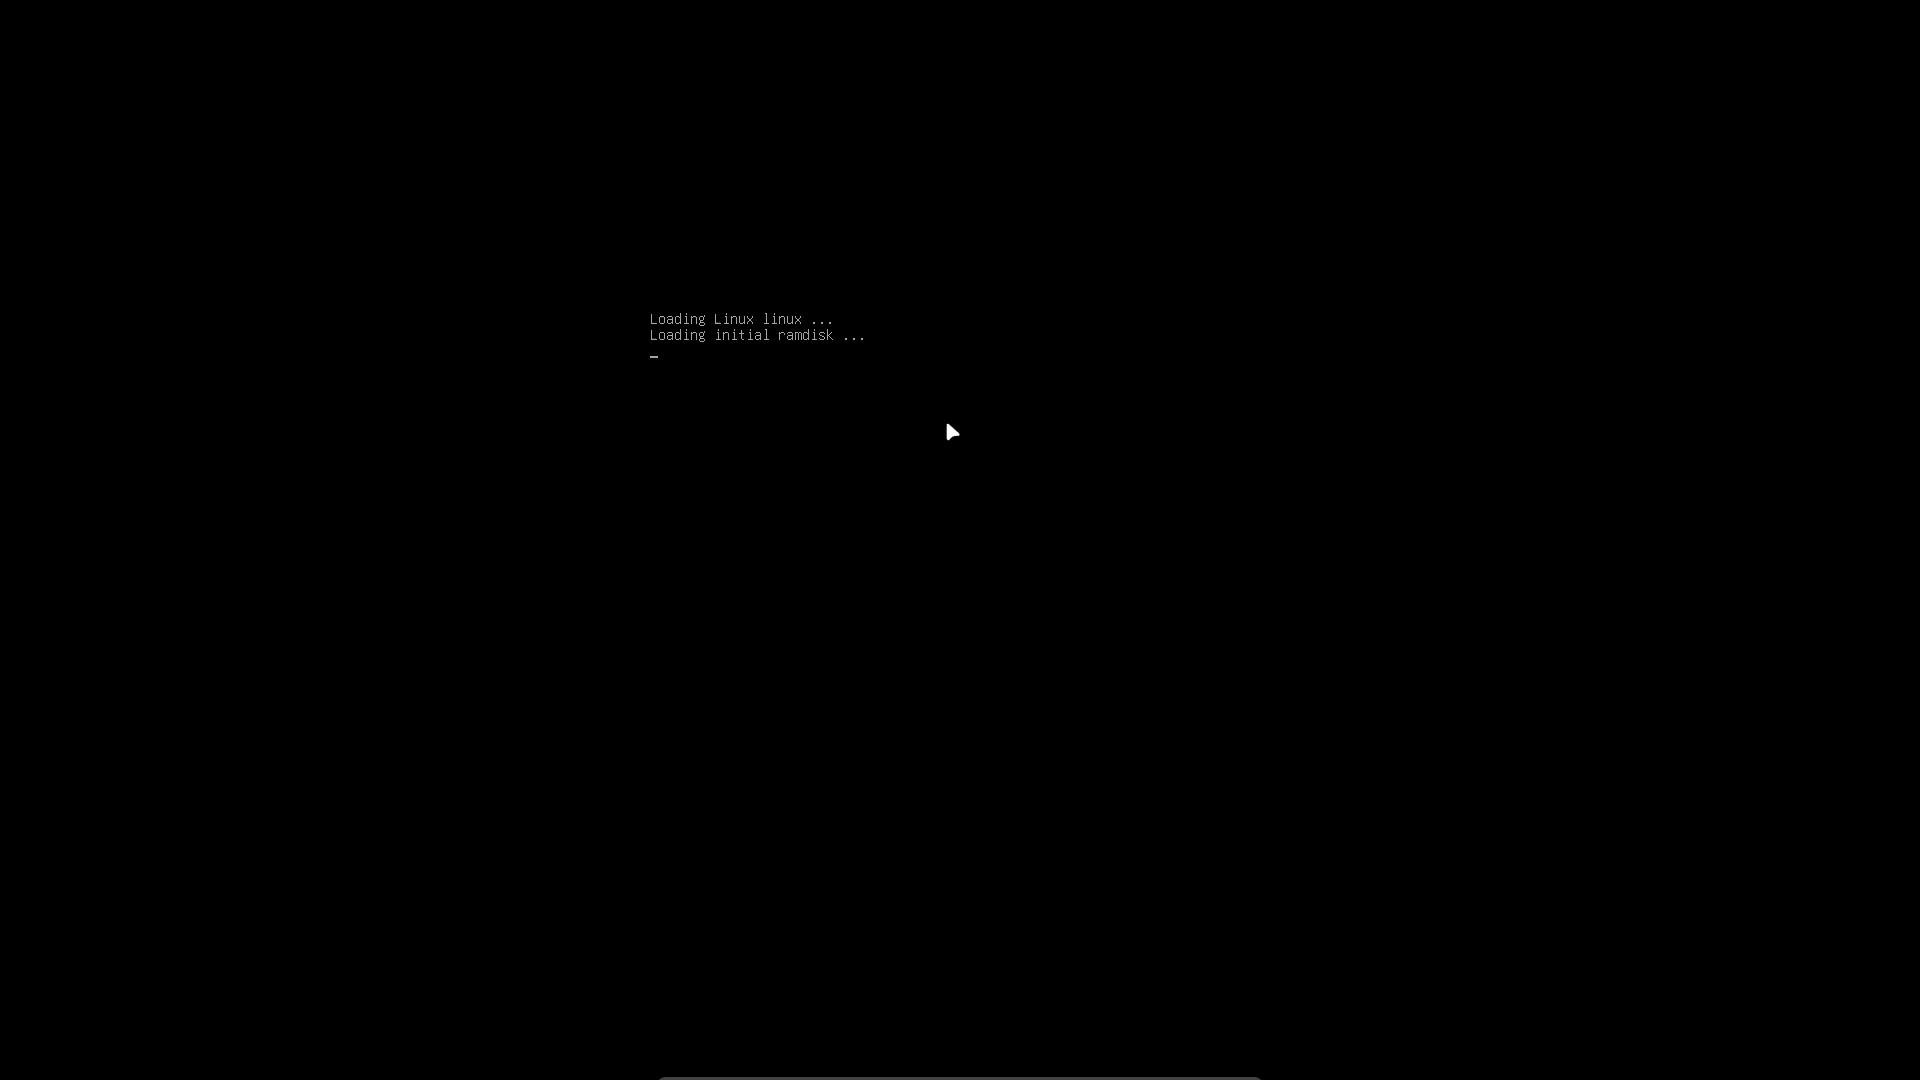 Loading Linux linux ...
Loading initial ramdisk ...
_